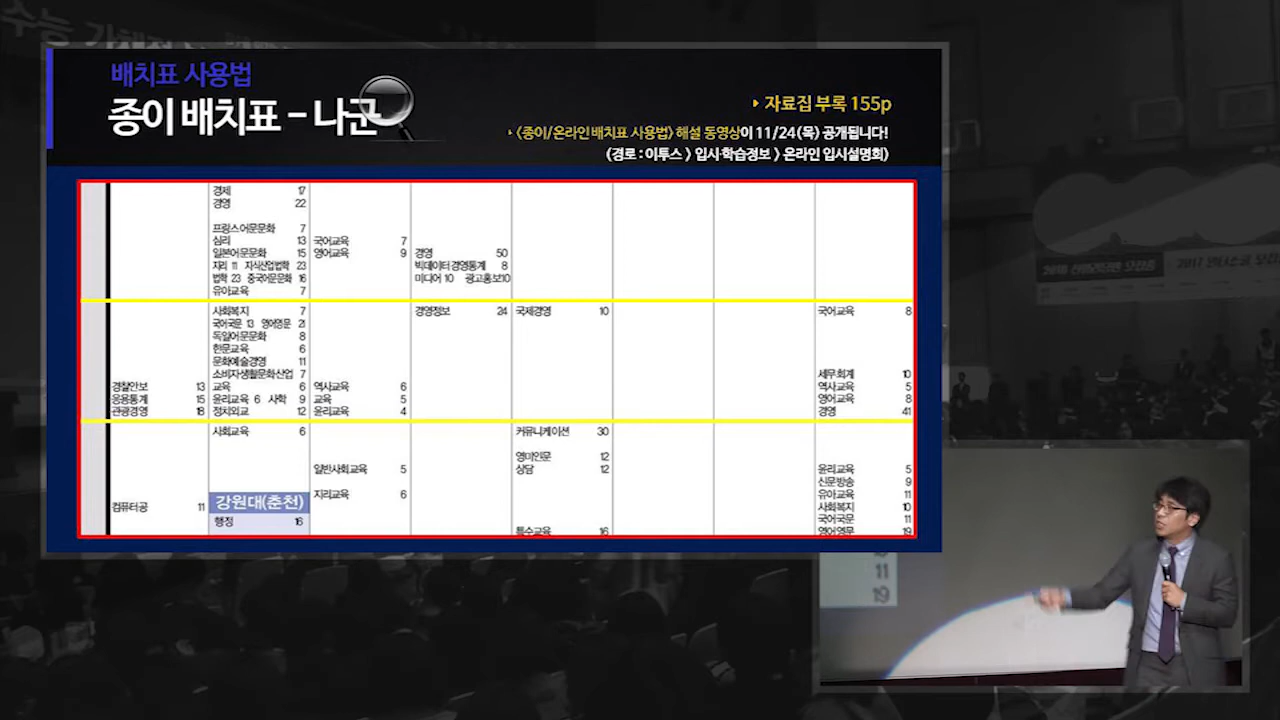 수능 가채점
배치표 사용법
종이 배치표 - 나군
자료집 부록 155p
<종이/온라인 배치표 사용법> 해설 동영상이 11/24(목) 공개됩니다!
(경로 : 이투스 > 입시·학습정보 > 온라인 입시설명회)
경제 17
경영 22
프랑스어문문화 7
심리 13 국어교육 7
일본어문문화 15 영어교육 9 경영 50
지리 11 지식산업법학 23 빅데이터경영통계 8
법학 23 중국어문문화 16 미디어 10 광고홍보10
유아교육 7
사회복지 7 경영정보 24 국제경영 10 국어교육 8
국어국문 13 영어영문 21
독일어문문화 8
한문교육 6
문화예술경영 11
소비자생활문화산업 7 세무회계 10
경찰안보 13 교육 6 역사교육 6 역사교육 5
응용통계 15 윤리교육 6 사학 9 교육 5 영어교육 8
관광경영 18 정치외교 12 윤리교육 4 경영 41
사회교육 6 커뮤니케이션 30
영미인문 12
일반사회교육 5 상담 12 윤리교육 5
신문방송 9
지리교육 6 유아교육 11
컴퓨터공 11 강원대(춘천) 사회복지 10
행정 16 국어국문 11
특수교육 16 영어영문 19
11
19